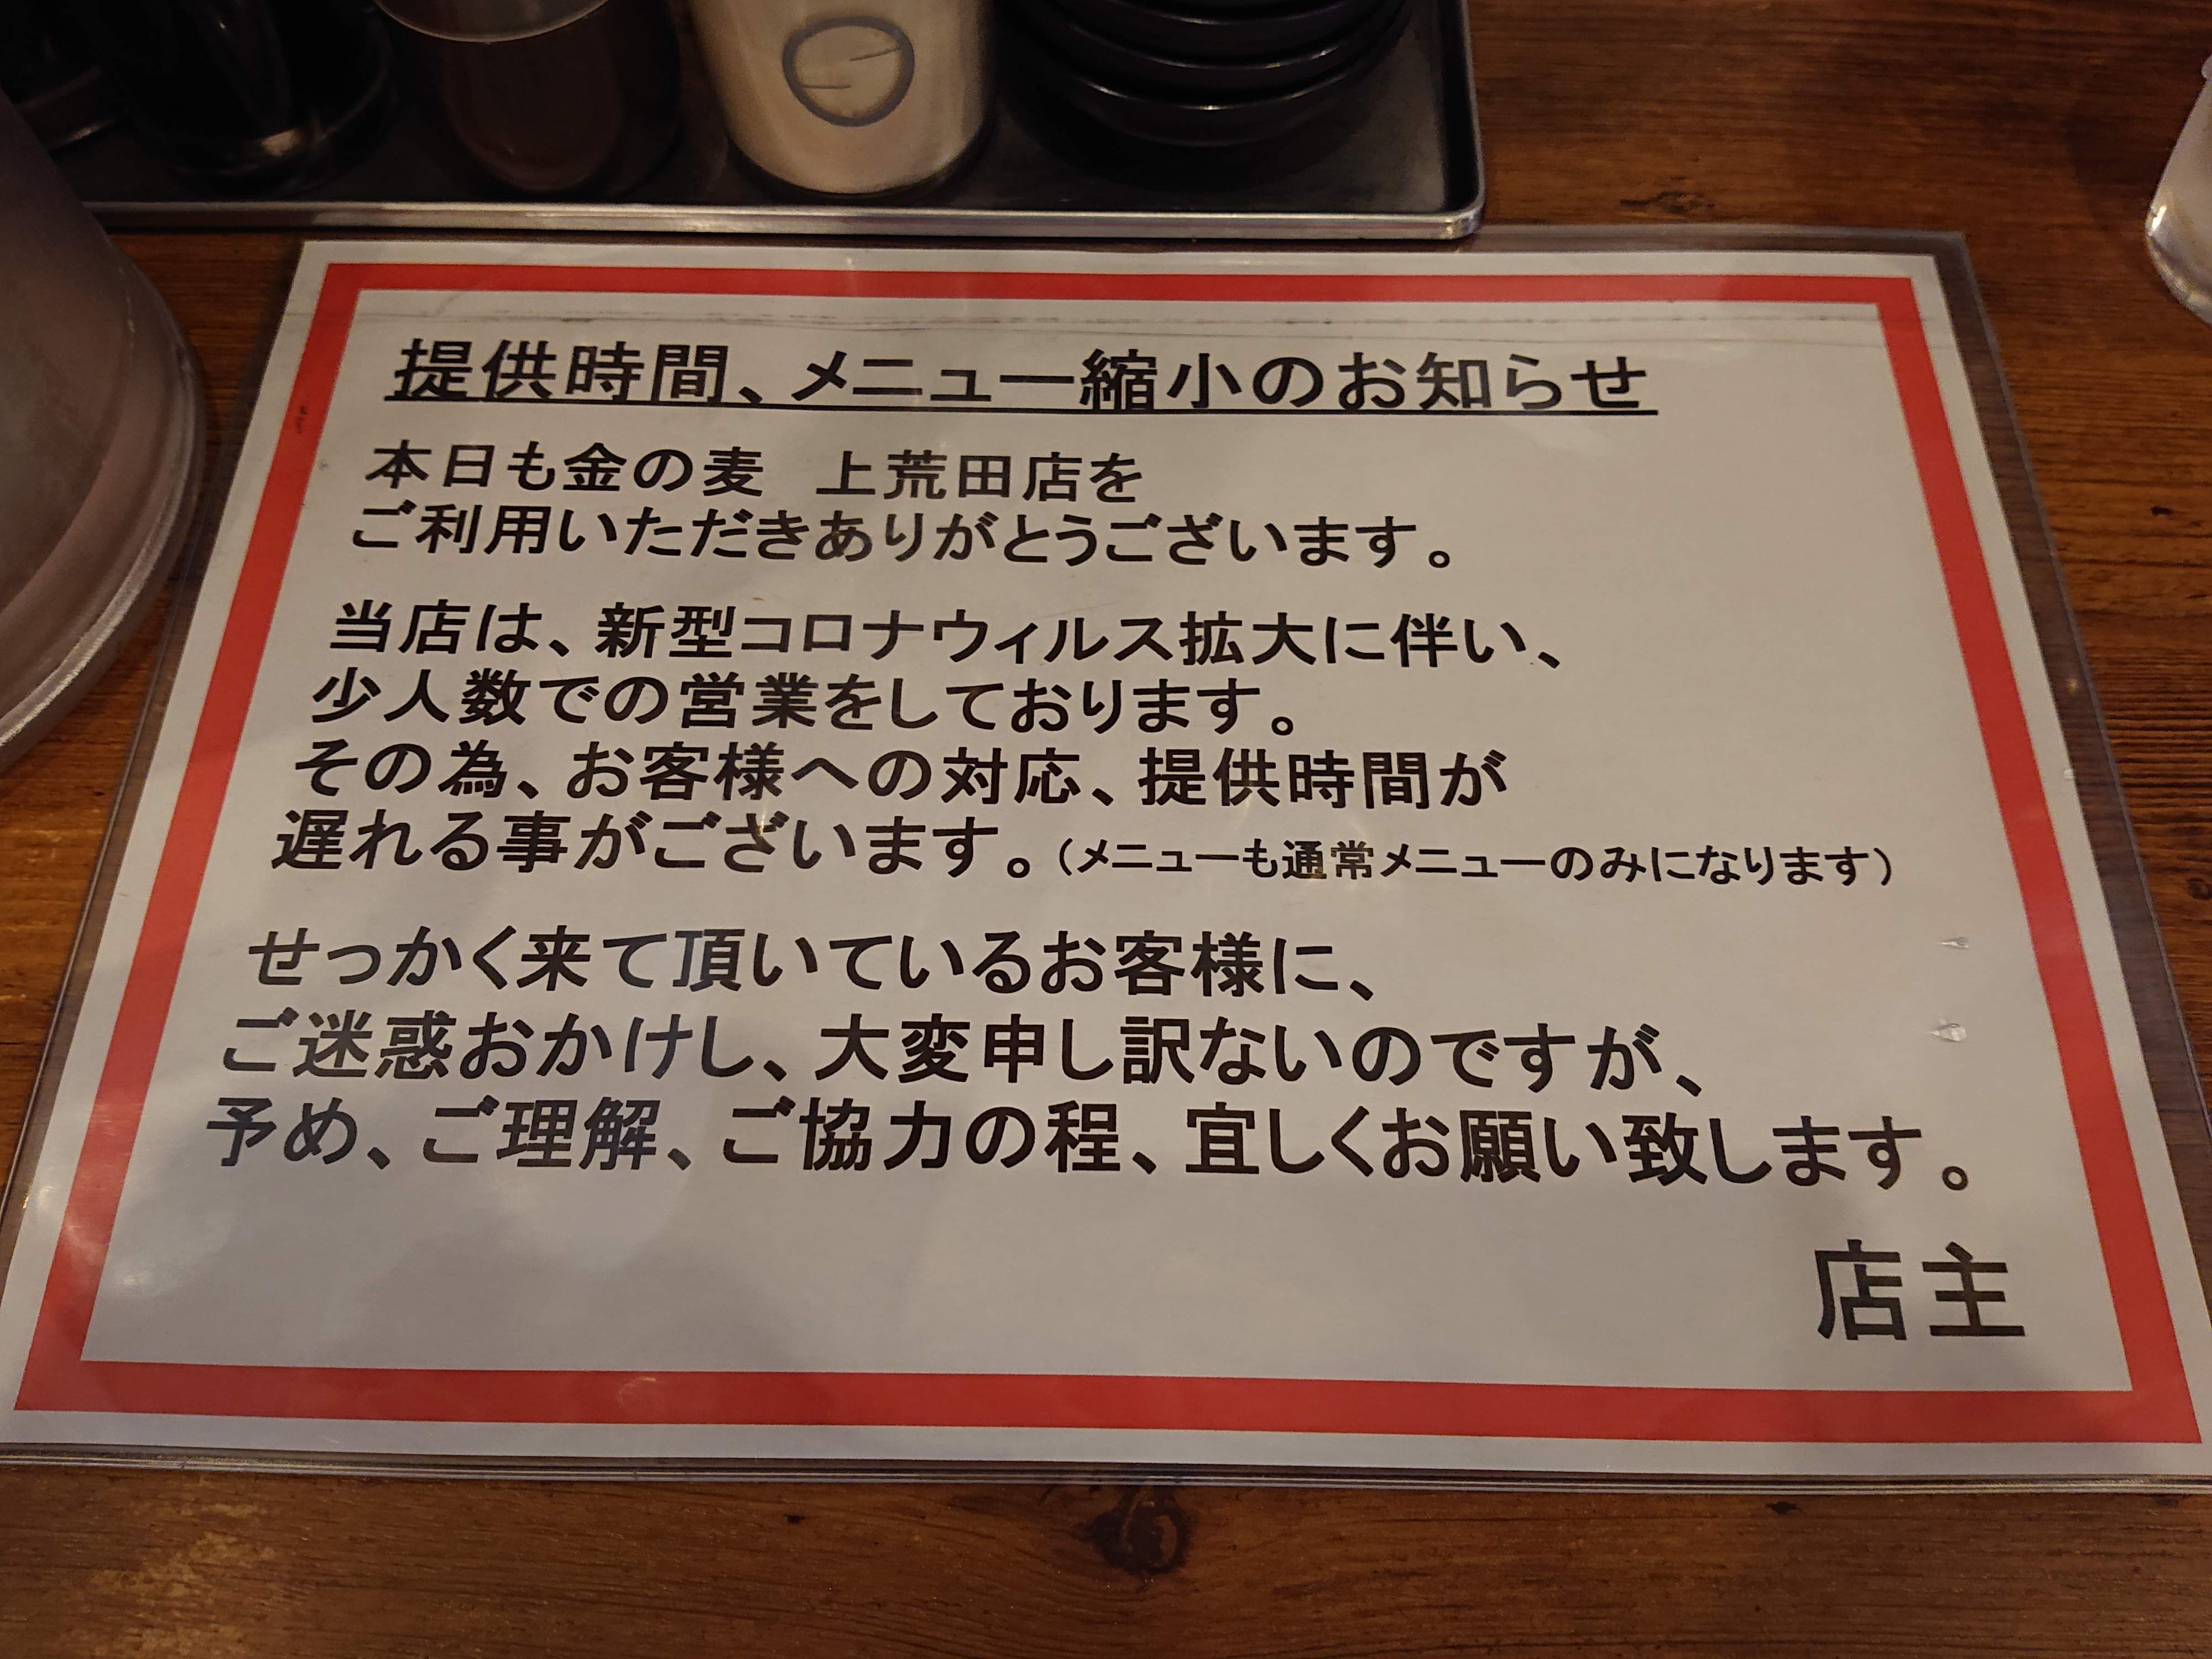 提供時間、メニュー縮小のお知らせ
本日も金の麦　上荒田店を
ご利用いただきありがとうございます。
当店は、新型コロナウィルス拡大に伴い、
少人数での営業をしております。
その為、お客様への対応、提供時間が
遅れる事がございます。（メニューも通常メニューのみになります）
せっかく来て頂いているお客様に、
ご迷惑おかけし、大変申し訳ないのですが、
予め、ご理解、ご協力の程、宜しくお願い致します。
店主